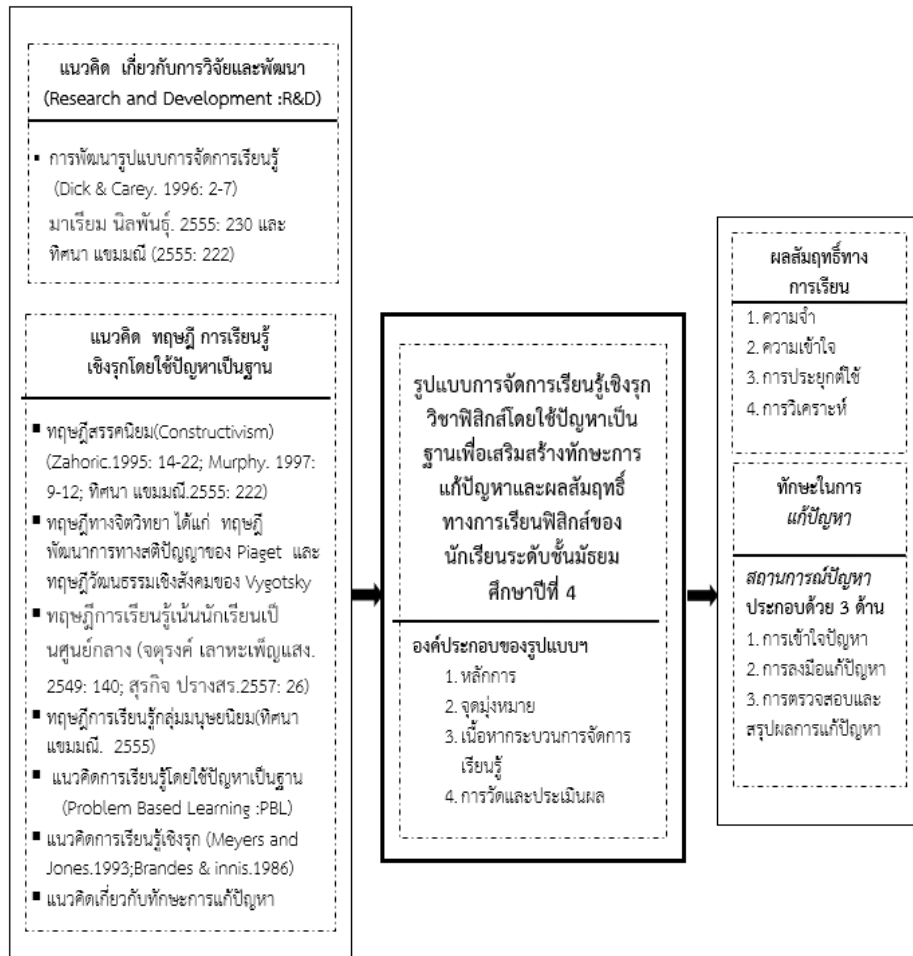 แนวคิด เกี่ยวกับการวิจัยและพัฒนา
(Research and Development :R&D)
▪ การพัฒนารูปแบบการจัดการเรียนรู้
(Dick & Carey. 1996: 2-7)
มาเรียม นิลพันธุ์. 2555: 230 และ
ทิศนา แขมมณี (2555: 222)
แนวคิด ทฤษฎี การเรียนรู้
เชิงรุกโดยใช้ปัญหาเป็นฐาน
▪ ทฤษฎีสรรคนิยม(Constructivism)
(Zahoric.1995: 14-22; Murphy. 1997:
9-12; ทิศนา แขมมณี.2555: 222)
▪ ทฤษฎีทางจิตวิทยา ได้แก่ ทฤษฎี
พัฒนาการทางสติปัญญาของ Piaget และ
ทฤษฎีวัฒนธรรมเชิงสังคมของ Vygotsky
▪ ทฤษฎีการเรียนรู้เน้นนักเรียนเป็
นศูนย์กลาง (จตุรงค์ เลาหะเพ็ญแสง.
2549: 140; สุรกิจ ปรางสร.2557: 26)
▪ ทฤษฎีการเรียนรู้กลุ่มมนุษยนิยม(ทิศนา
แขมมณี. 2555)
▪ แนวคิดการเรียนรู้โดยใช้ปัญหาเป็นฐาน
(Problem Based Learning :PBL)
▪ แนวคิดการเรียนรู้เชิงรุก (Meyers and
Jones.1993;Brandes & innis.1986)
▪ แนวคิดเกี่ยวกับทักษะการแก้ปัญหา
รูปแบบการจัดการเรียนรู้เชิงรุก
วิชาฟิสิกส์โดยใช้ปัญหาเป็น
ฐานเพื่อเสริมสร้างทักษะการ
แก้ปัญหาและผลสัมฤทธิ์
ทางการเรียนฟิสิกส์ของ
นักเรียนระดับชั้นมัธยม
ศึกษาปีที่ 4
องค์ประกอบของรูปแบบฯ
1. หลักการ
2. จุดมุ่งหมาย
3. เนื้อหากระบวนการจัดการ
เรียนรู้
4. การวัดและประเมินผล
ผลสัมฤทธิ์ทาง
การเรียน
1. ความจำ
2. ความเข้าใจ
3. การประยุกต์ใช้
4. การวิเคราะห์
ทักษะในการ
แก้ปัญหา
สถานการณ์ปัญหา
ประกอบด้วย 3 ด้าน
1. การเข้าใจปัญหา
2. การลงมือแก้ปัญหา
3. การตรวจสอบและ
สรุปผลการแก้ปัญหา